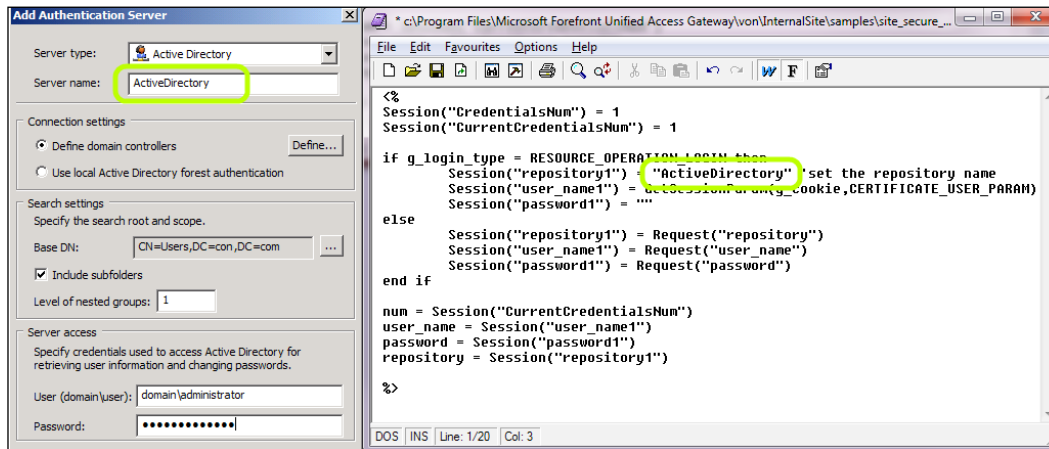 Add Authentication Server
Server type:
Active Directory
Server name:
ActiveDirectory
Connection settings
Define domain controllers
Define...
Use local Active Directory forest authentication
Search settings
Specify the search root and scope.
Base DN:
CN=Users,DC=con,DC=com
...
Include subfolders
Level of nested groups:
1
Server access
Specify credentials used to access Active Directory for
retrieving user information and changing passwords.
User (domain\user):
domain\administrator
Password:
•••••••••••••
* c:\Program Files\Microsoft Forefront Unified Access Gateway\von\InternalSite\samples\site_secure_...
File Edit Favourites Options Help
W F
<%
Session("CredentialsNum") = 1
Session("CurrentCredentialsNum") = 1
if g_login_type = RESOURCE_OPERATION_LOGIN then
Session("repository1") = "ActiveDirectory" 'set the repository name
Session("user_name1") = GetSessionParam(g_cookie,CERTIFICATE_USER_PARAM)
Session("password1") = ""
else
Session("repository1") = Request("repository")
Session("user_name1") = Request("user_name")
Session("password1") = Request("password")
end if
num = Session("CurrentCredentialsNum")
user_name = Session("user_name1")
password = Session("password1")
repository = Session("repository1")
%>
DOS INS Line: 1/20 Col: 3